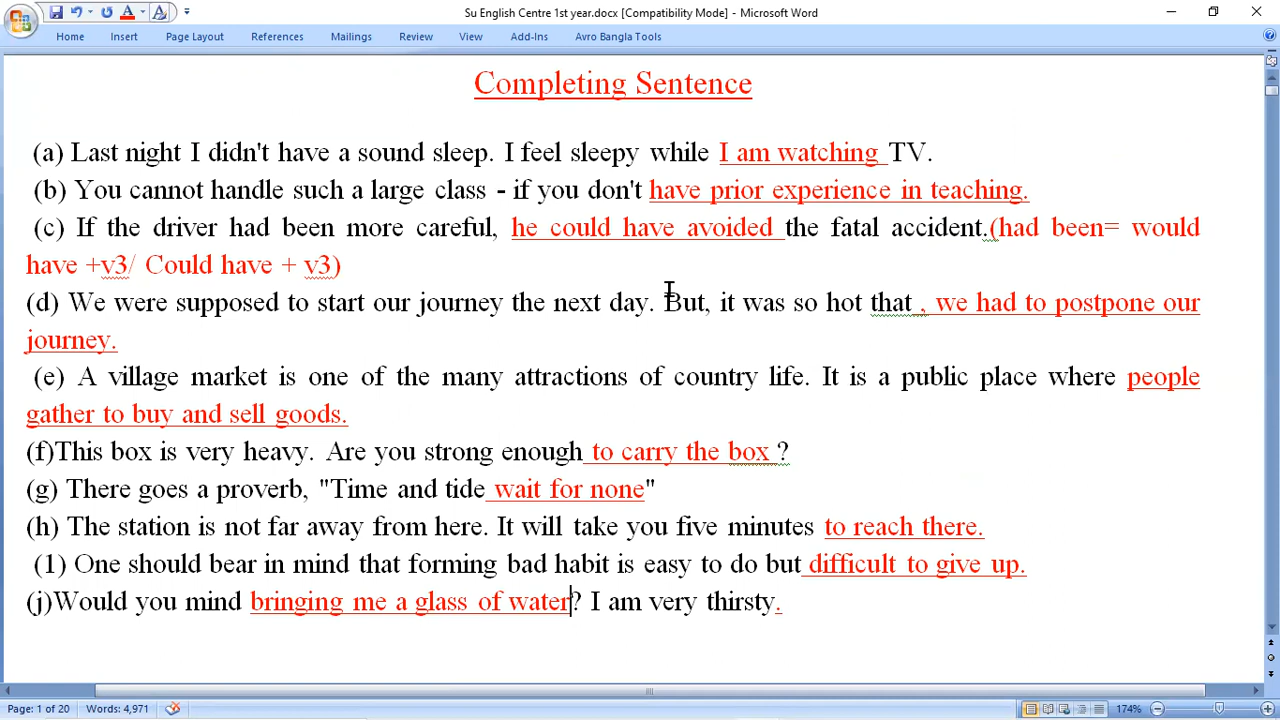 Su English Centre 1st year.docx [Compatibility Mode] - Microsoft Word
Home Insert Page Layout References Mailings Review View Add-Ins Avro Bangla Tools
Completing Sentence
(a) Last night I didn't have a sound sleep. I feel sleepy while I am watching TV.
(b) You cannot handle such a large class - if you don't have prior experience in teaching.
(c) If the driver had been more careful, he could have avoided the fatal accident.(had been= would
have +v3/ Could have + v3)
(d) We were supposed to start our journey the next day. But, it was so hot that , we had to postpone our
journey.
(e) A village market is one of the many attractions of country life. It is a public place where people
gather to buy and sell goods.
(f)This box is very heavy. Are you strong enough to carry the box ?
(g) There goes a proverb, "Time and tide wait for none"
(h) The station is not far away from here. It will take you five minutes to reach there.
(1) One should bear in mind that forming bad habit is easy to do but difficult to give up.
(j)Would you mind bringing me a glass of water? I am very thirsty.
Page: 1 of 20 Words: 4,971 174%